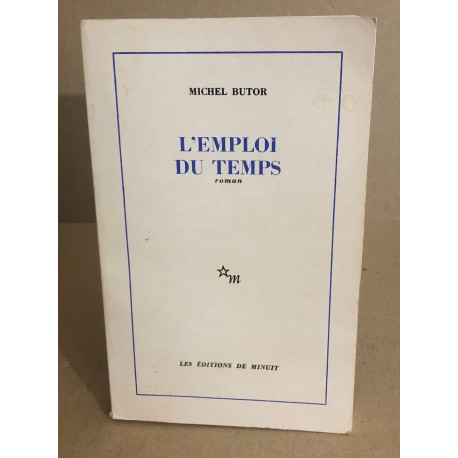 MICHEL BUTOR
L'EMPLOI
DU TEMPS
roman
m
LES ÉDITIONS DE MINUIT